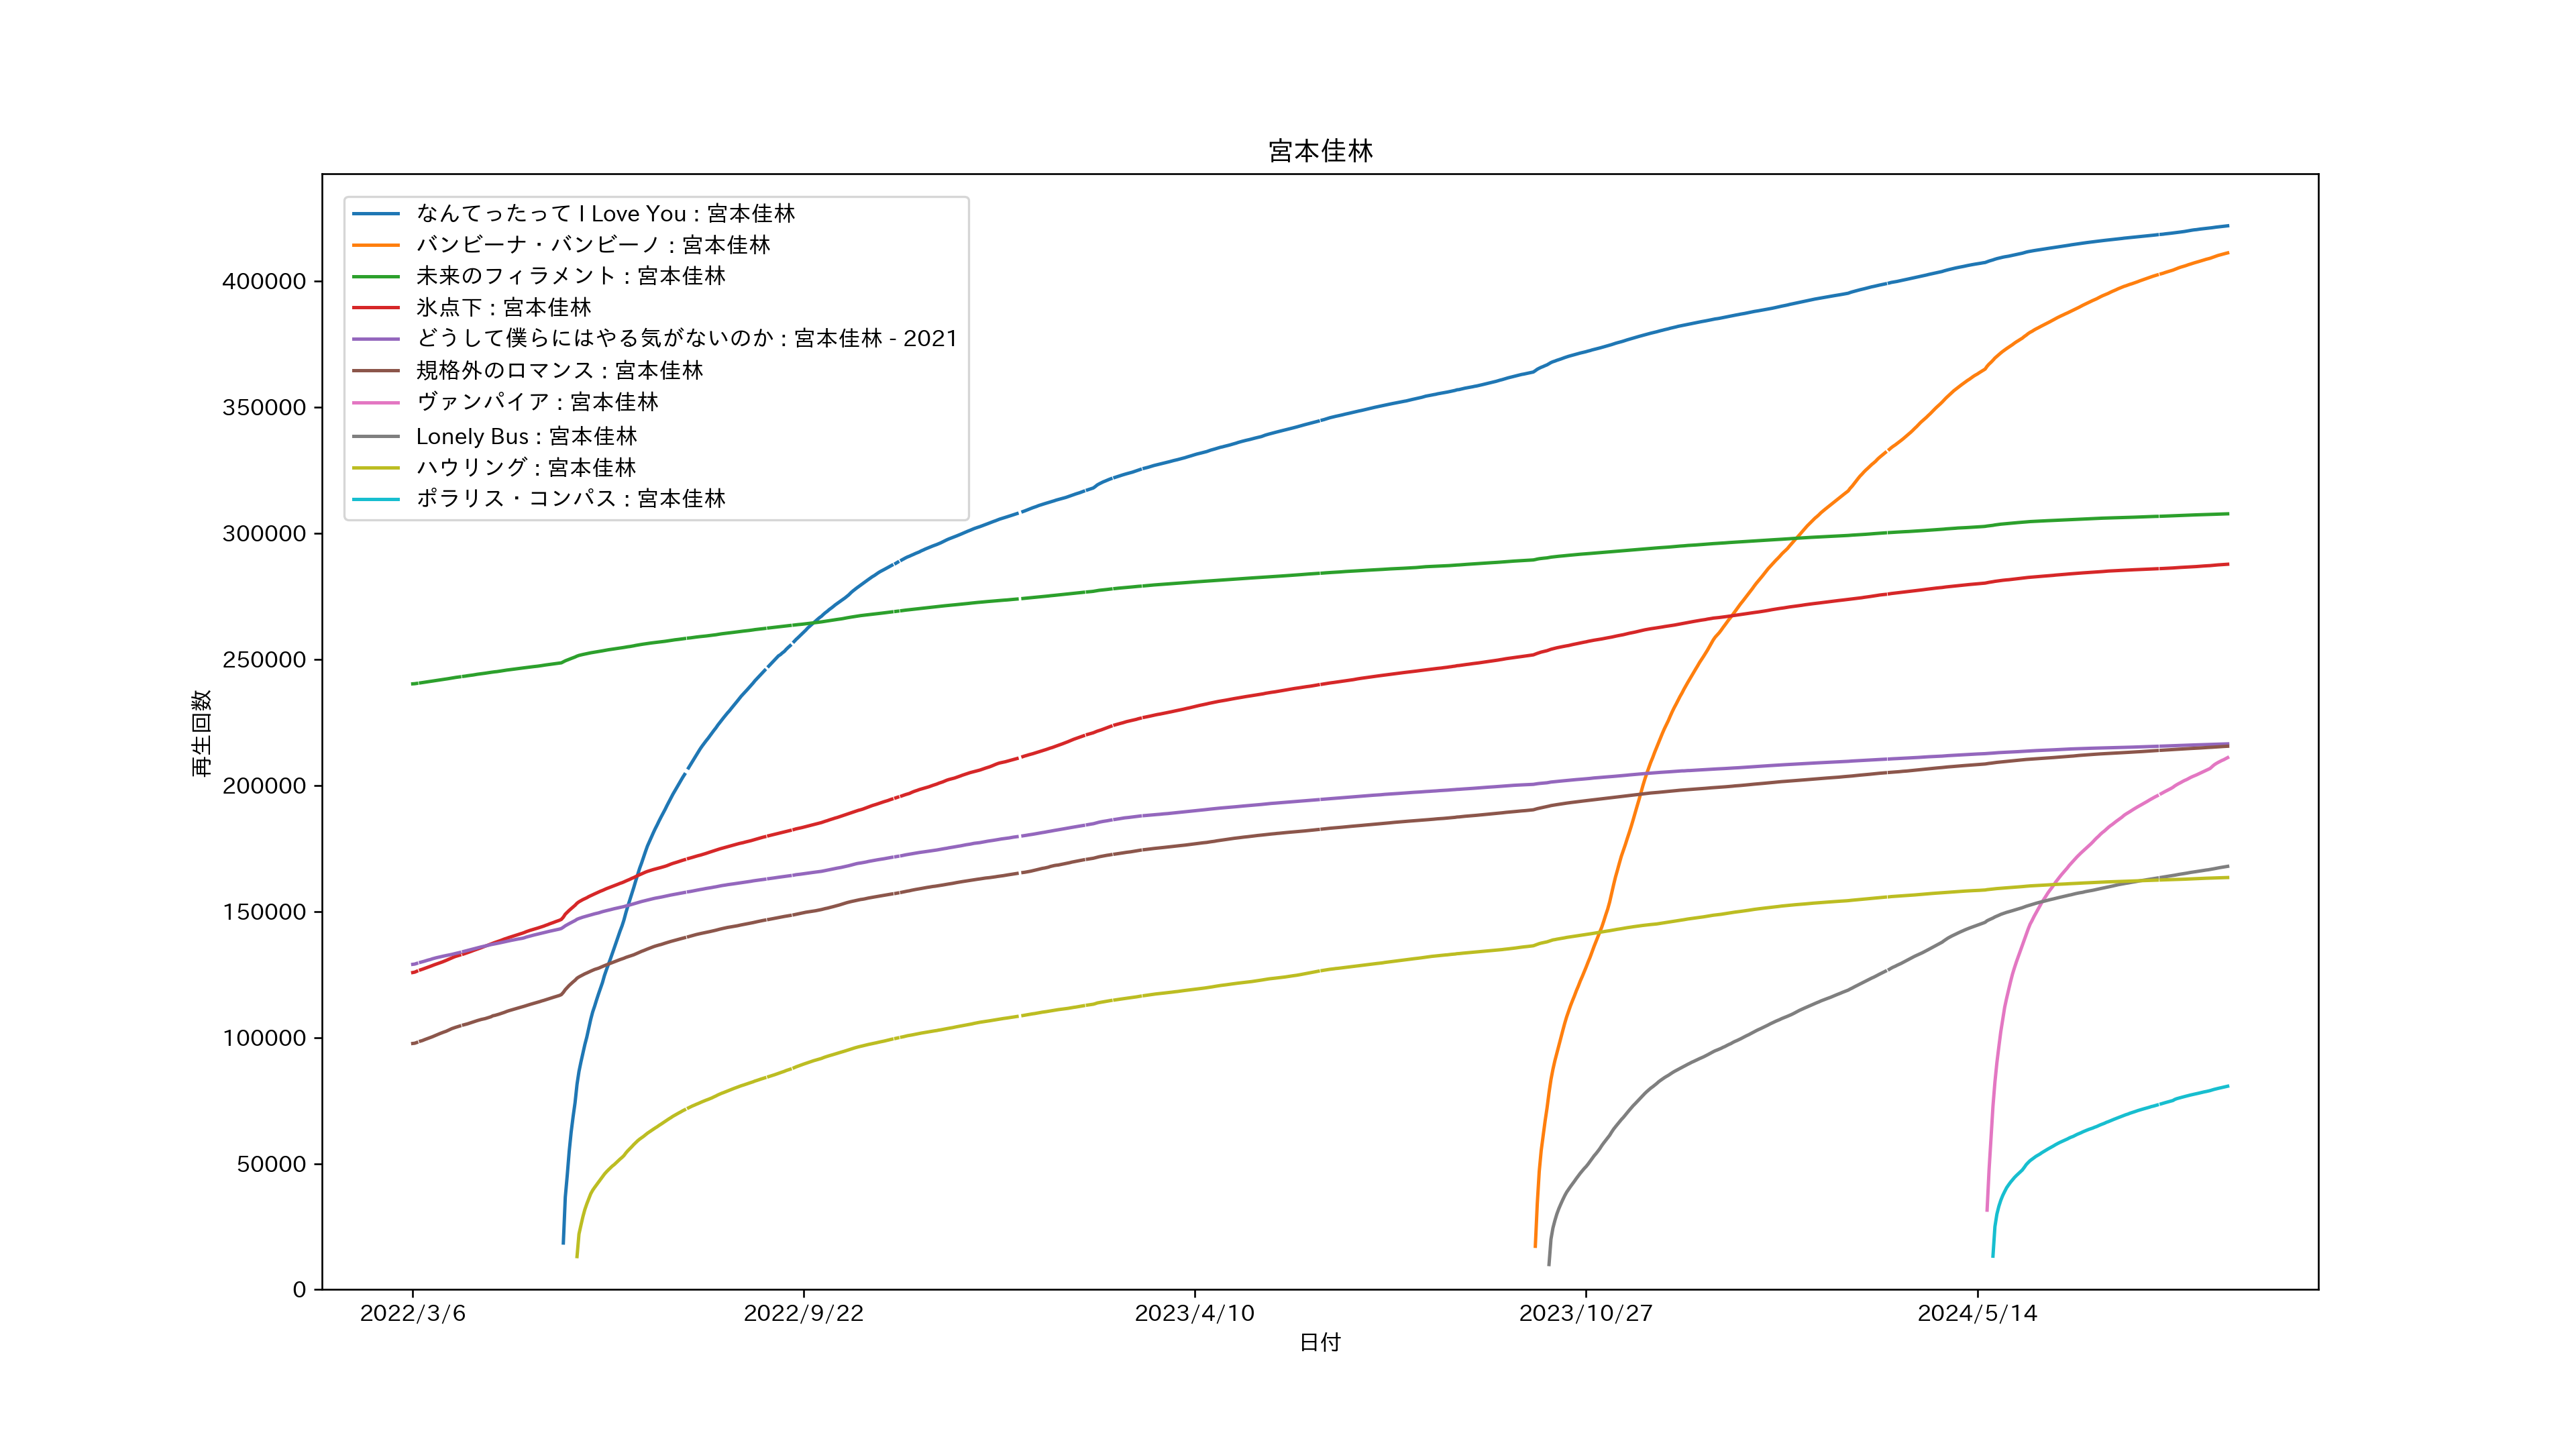 宮本佳林
なんてったって I Love You : 宮本佳林
バンビーナ・バンビーノ : 宮本佳林
未来のフィラメント : 宮本佳林
氷点下 : 宮本佳林
どうして僕らにはやる気がないのか : 宮本佳林 - 2021
規格外のロマンス : 宮本佳林
ヴァンパイア : 宮本佳林
Lonely Bus : 宮本佳林
ハウリング : 宮本佳林
ポラリス・コンパス : 宮本佳林
400000
350000
300000
250000
200000
150000
100000
50000
0
再生回数
2022/3/6
2022/9/22
2023/4/10
2023/10/27
2024/5/14
日付